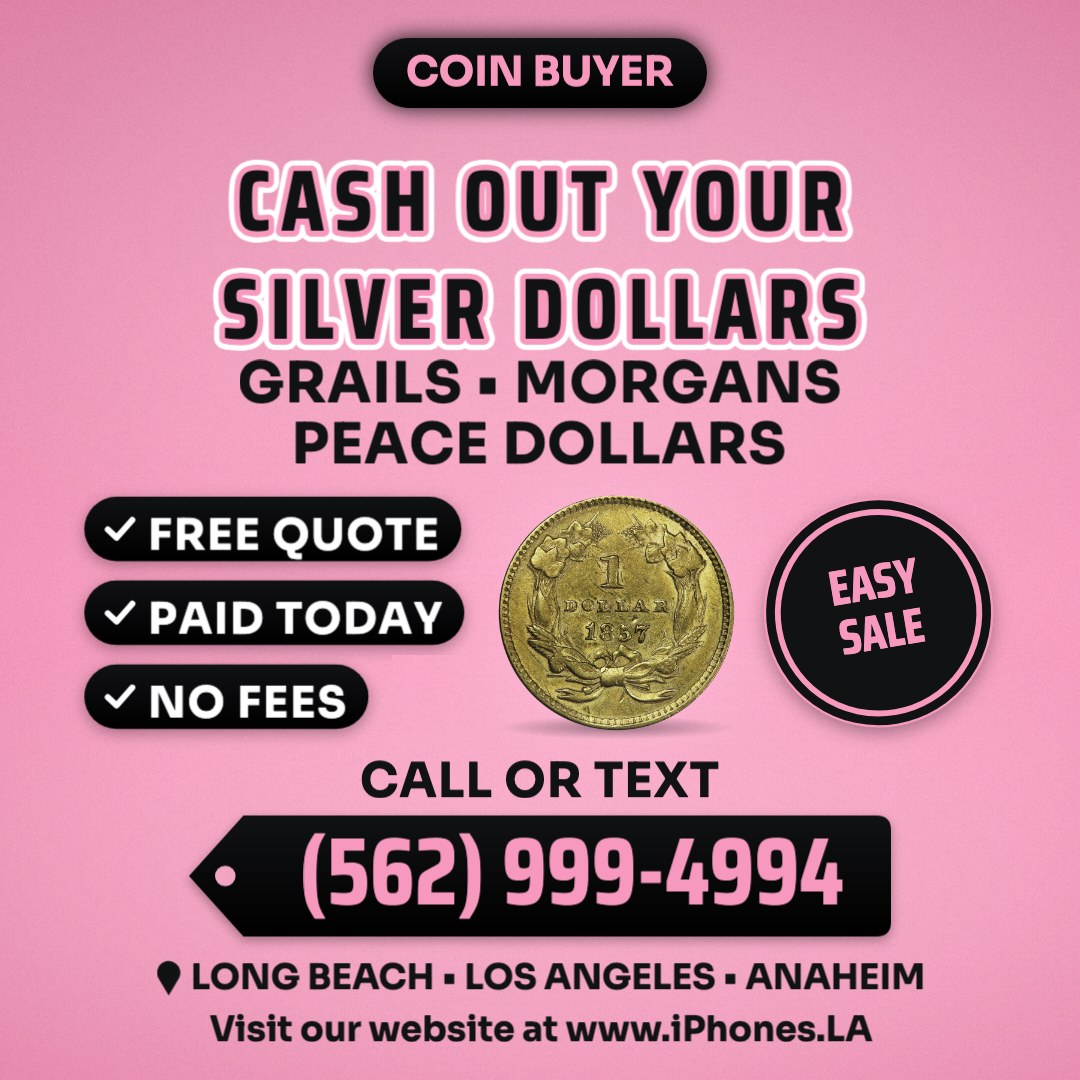 COIN BUYER
CASH OUT YOUR
SILVER DOLLARS
GRAILS ▪ MORGANS
PEACE DOLLARS
✓ FREE QUOTE
✓ PAID TODAY
✓ NO FEES
1
DOLLAR
1857
EASY
SALE
CALL OR TEXT
(562) 999-4994
LONG BEACH ▪ LOS ANGELES ▪ ANAHEIM
Visit our website at www.iPhones.LA